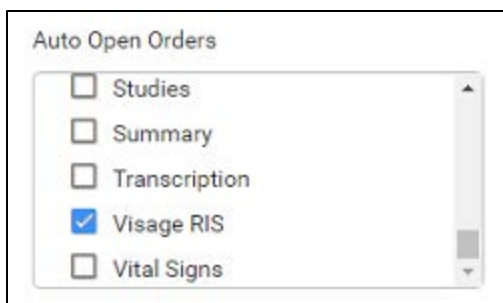 Auto Open Orders
Studies
Summary
Transcription
Visage RIS
Vital Signs